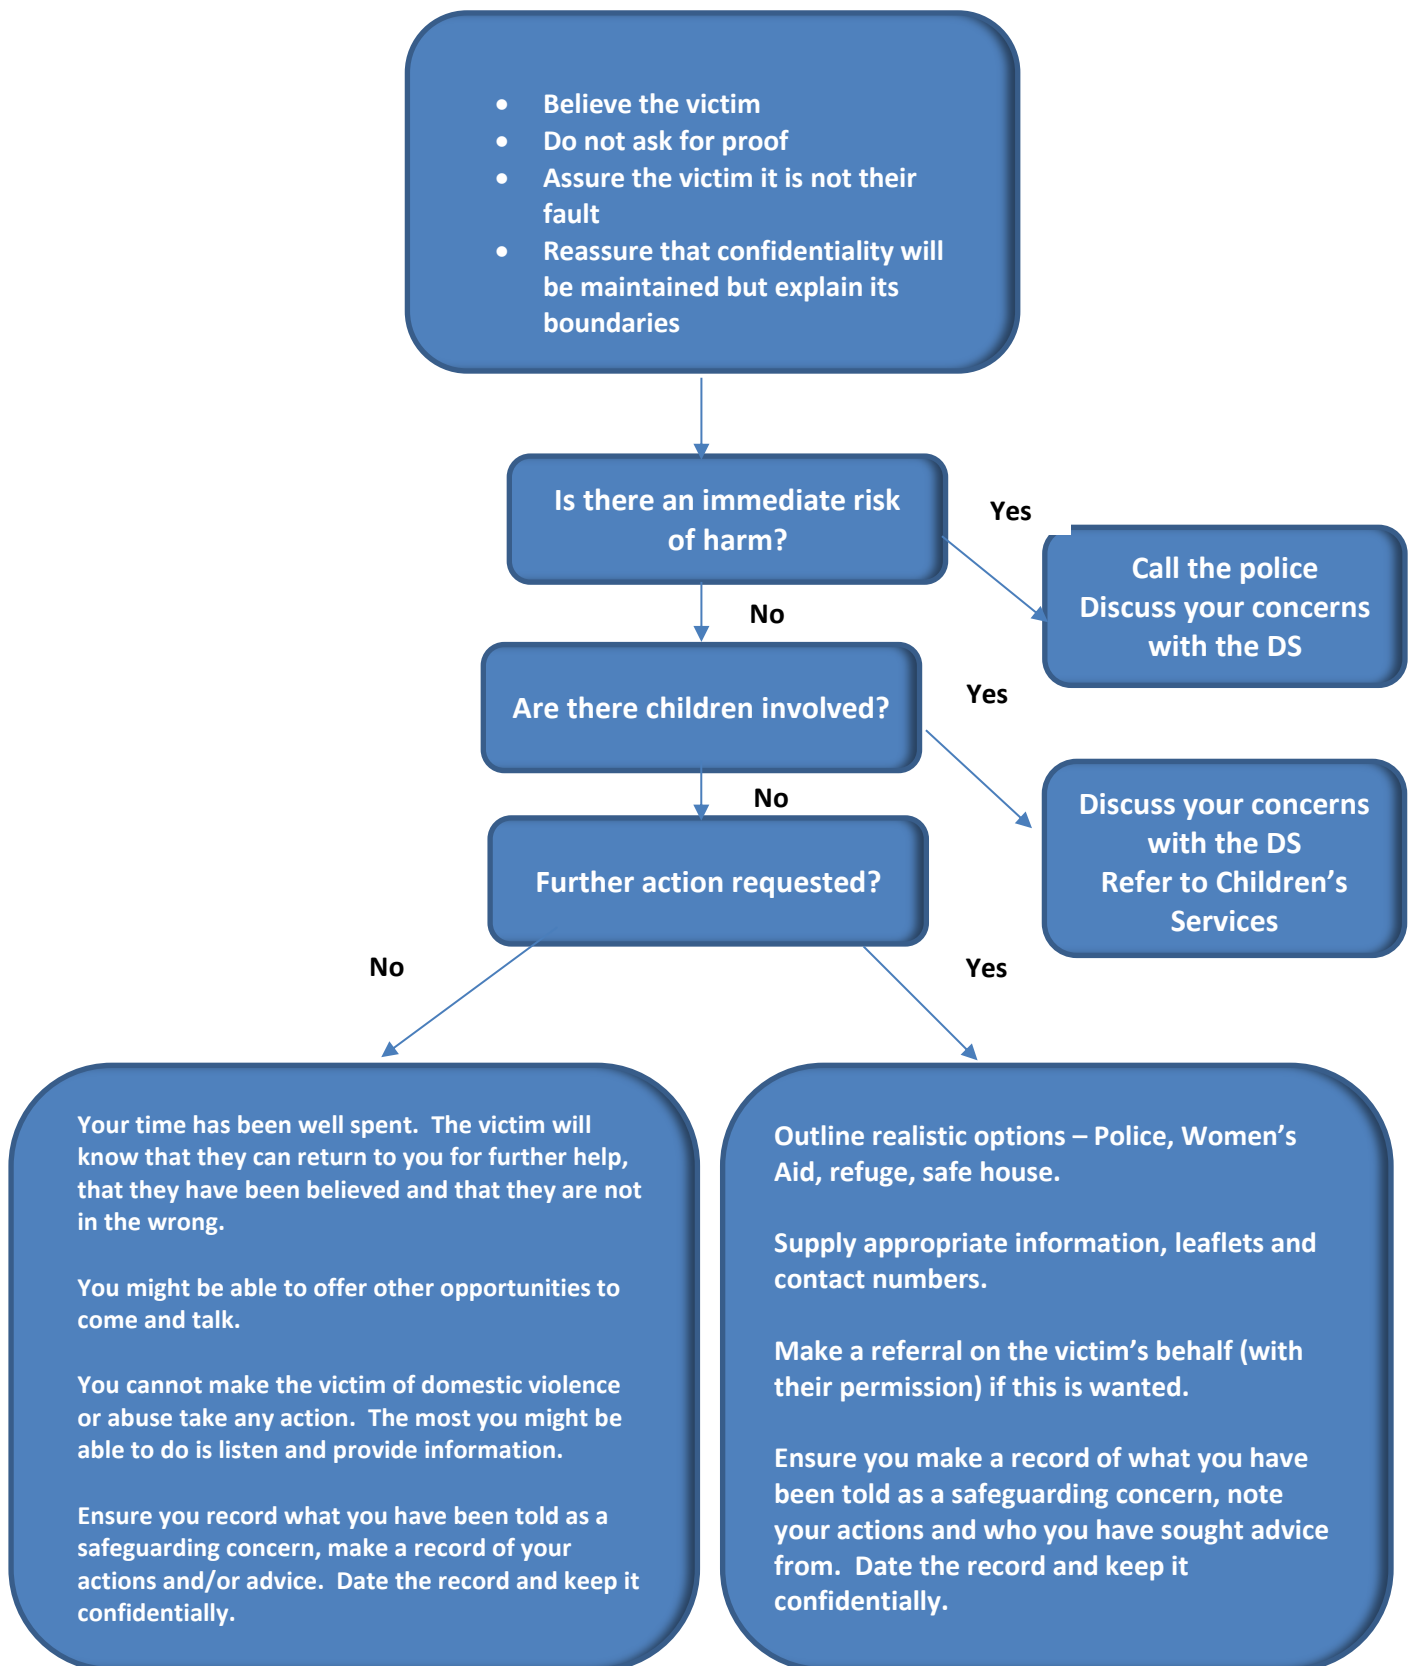 • Believe the victim
• Do not ask for proof
• Assure the victim it is not their
fault
• Reassure that confidentiality will
be maintained but explain its
boundaries
Is there an immediate risk
of harm?
Yes
Call the police
Discuss your concerns
with the DS
No
Are there children involved?
Yes
Discuss your concerns
with the DS
Refer to Children’s
Services
No
Further action requested?
No
Yes
Your time has been well spent.  The victim will
know that they can return to you for further help,
that they have been believed and that they are not
in the wrong.
You might be able to offer other opportunities to
come and talk.
You cannot make the victim of domestic violence
or abuse take any action.  The most you might be
able to do is listen and provide information.
Ensure you record what you have been told as a
safeguarding concern, make a record of your
actions and/or advice.  Date the record and keep it
confidentially.
Outline realistic options – Police, Women’s
Aid, refuge, safe house.
Supply appropriate information, leaflets and
contact numbers.
Make a referral on the victim’s behalf (with
their permission) if this is wanted.
Ensure you make a record of what you have
been told as a safeguarding concern, note
your actions and who you have sought advice
from.  Date the record and keep it
confidentially.